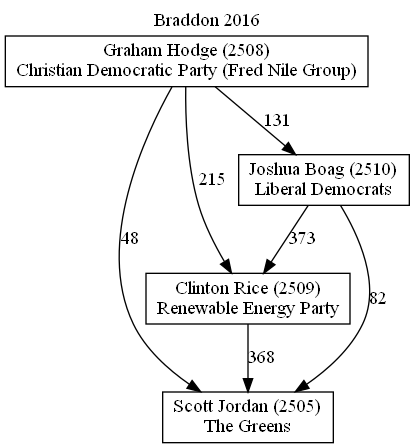 Braddon 2016
Graham Hodge (2508)
Christian Democratic Party (Fred Nile Group)
131
Joshua Boag (2510)
Liberal Democrats
215
48
373
Clinton Rice (2509)
Renewable Energy Party
82
368
Scott Jordan (2505)
The Greens